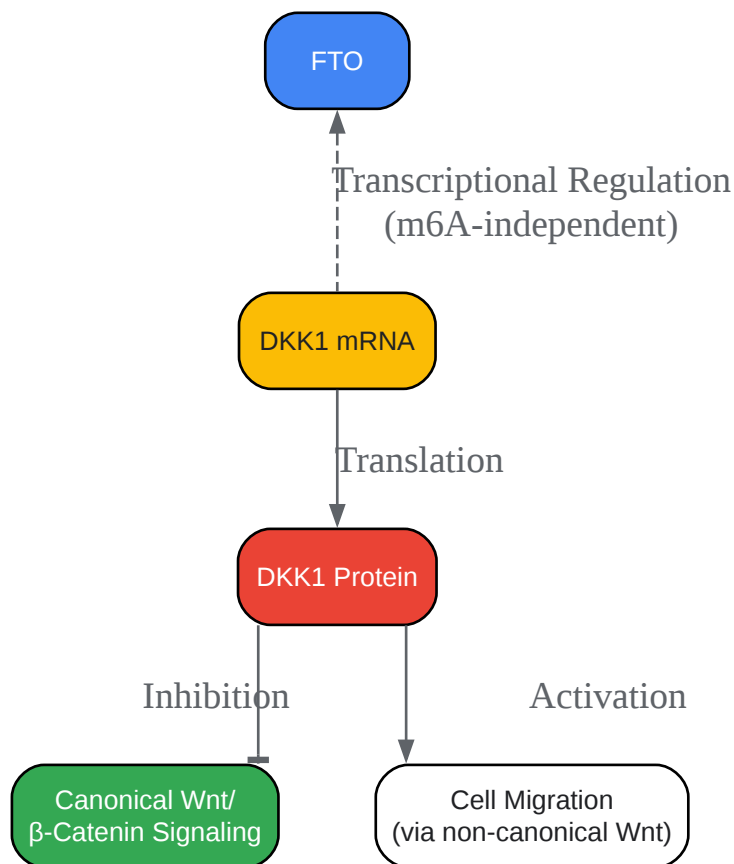 FTO
Transcriptional Regulation
(m6A-independent)
DKK1 mRNA
Translation
DKK1 Protein
Inhibition
Activation
Canonical Wnt/
β-Catenin Signaling
Cell Migration
(via non-canonical Wnt)